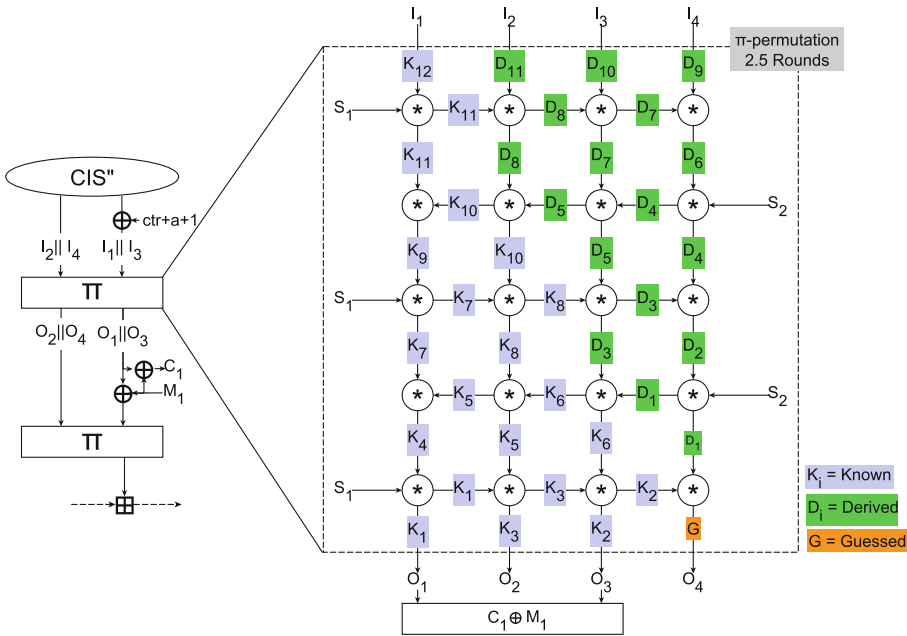 I₁ I₂ I₃ I₄
π-permutation
2.5 Rounds
K₁₂ D₁₁ D₁₀ D₉
S₁ * K₁₁ * D₈ * D₇ *
K₁₁ D₈ D₇ D₆
* K₁₀ * D₅ * D₄ * S₂
K₉ K₁₀ D₅ D₄
S₁ * K₇ * K₈ * D₃ *
K₇ K₈ D₃ D₂
* K₅ * K₆ * D₁ * S₂
K₄ K₅ K₆ D₁
S₁ * K₁ * K₃ * K₂ *
K₁ K₃ K₂ G
O₁ O₂ O₃ O₄
C₁ ⊕ M₁
CIS"
ctr+a+1
I₂||I₄ I₁||I₃
π
O₂||O₄ O₁||O₃
C₁
M₁
π
Kᵢ = Known
Dᵢ = Derived
G = Guessed